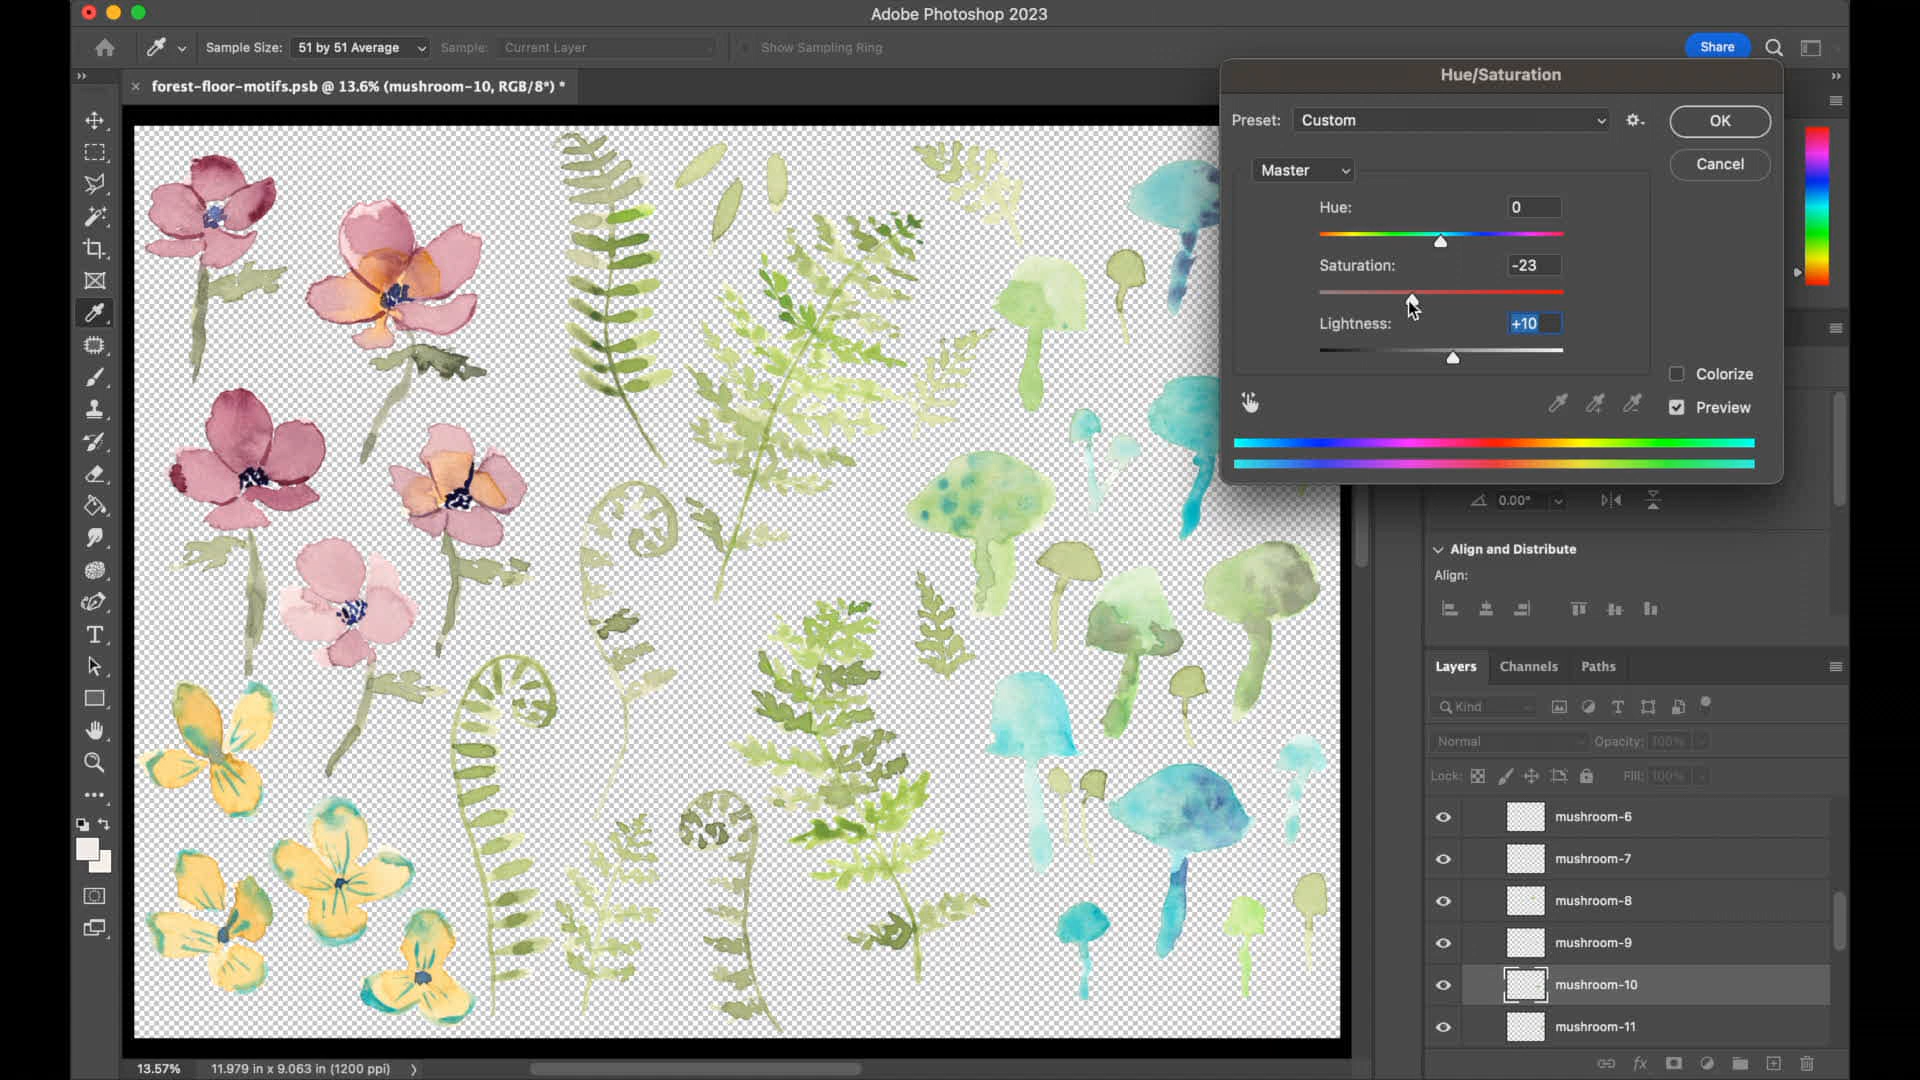 Adobe Photoshop 2023
Sample Size: 51 by 51 Average Sample: Current Layer Show Sampling Ring
Share
forest-floor-motifs.psb @ 13.6% (mushroom-10, RGB/8*) *
Hue/Saturation
Preset: Custom
OK
Cancel
Master
Hue: 0
Saturation: -23
Lightness: +10
Colorize
Preview
0.00°
Align and Distribute
Align:
Layers Channels Paths
Kind
Normal Opacity: 100%
Lock: Fill: 100%
mushroom-6
mushroom-7
mushroom-8
mushroom-9
mushroom-10
mushroom-11
fx
13.57% 11.979 in x 9.063 in (1200 ppi)